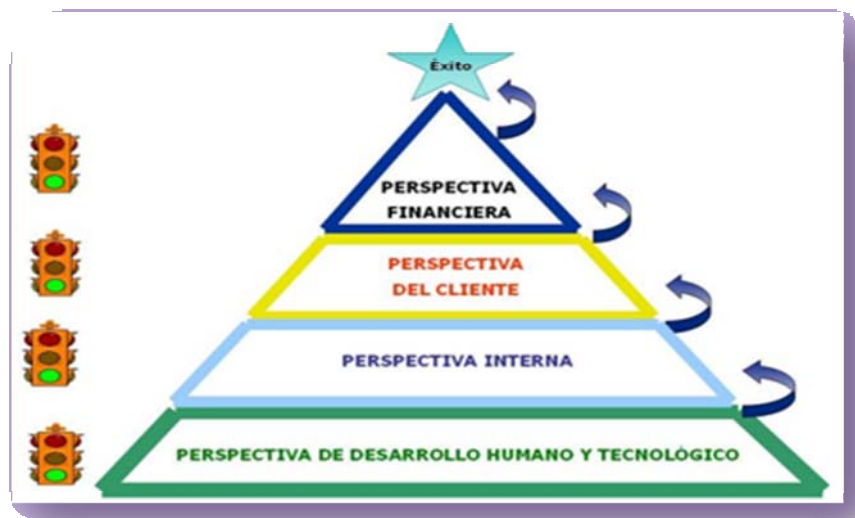 Éxito
PERSPECTIVA
FINANCIERA
PERSPECTIVA
DEL CLIENTE
PERSPECTIVA INTERNA
PERSPECTIVA DE DESARROLLO HUMANO Y TECNOLÓGICO